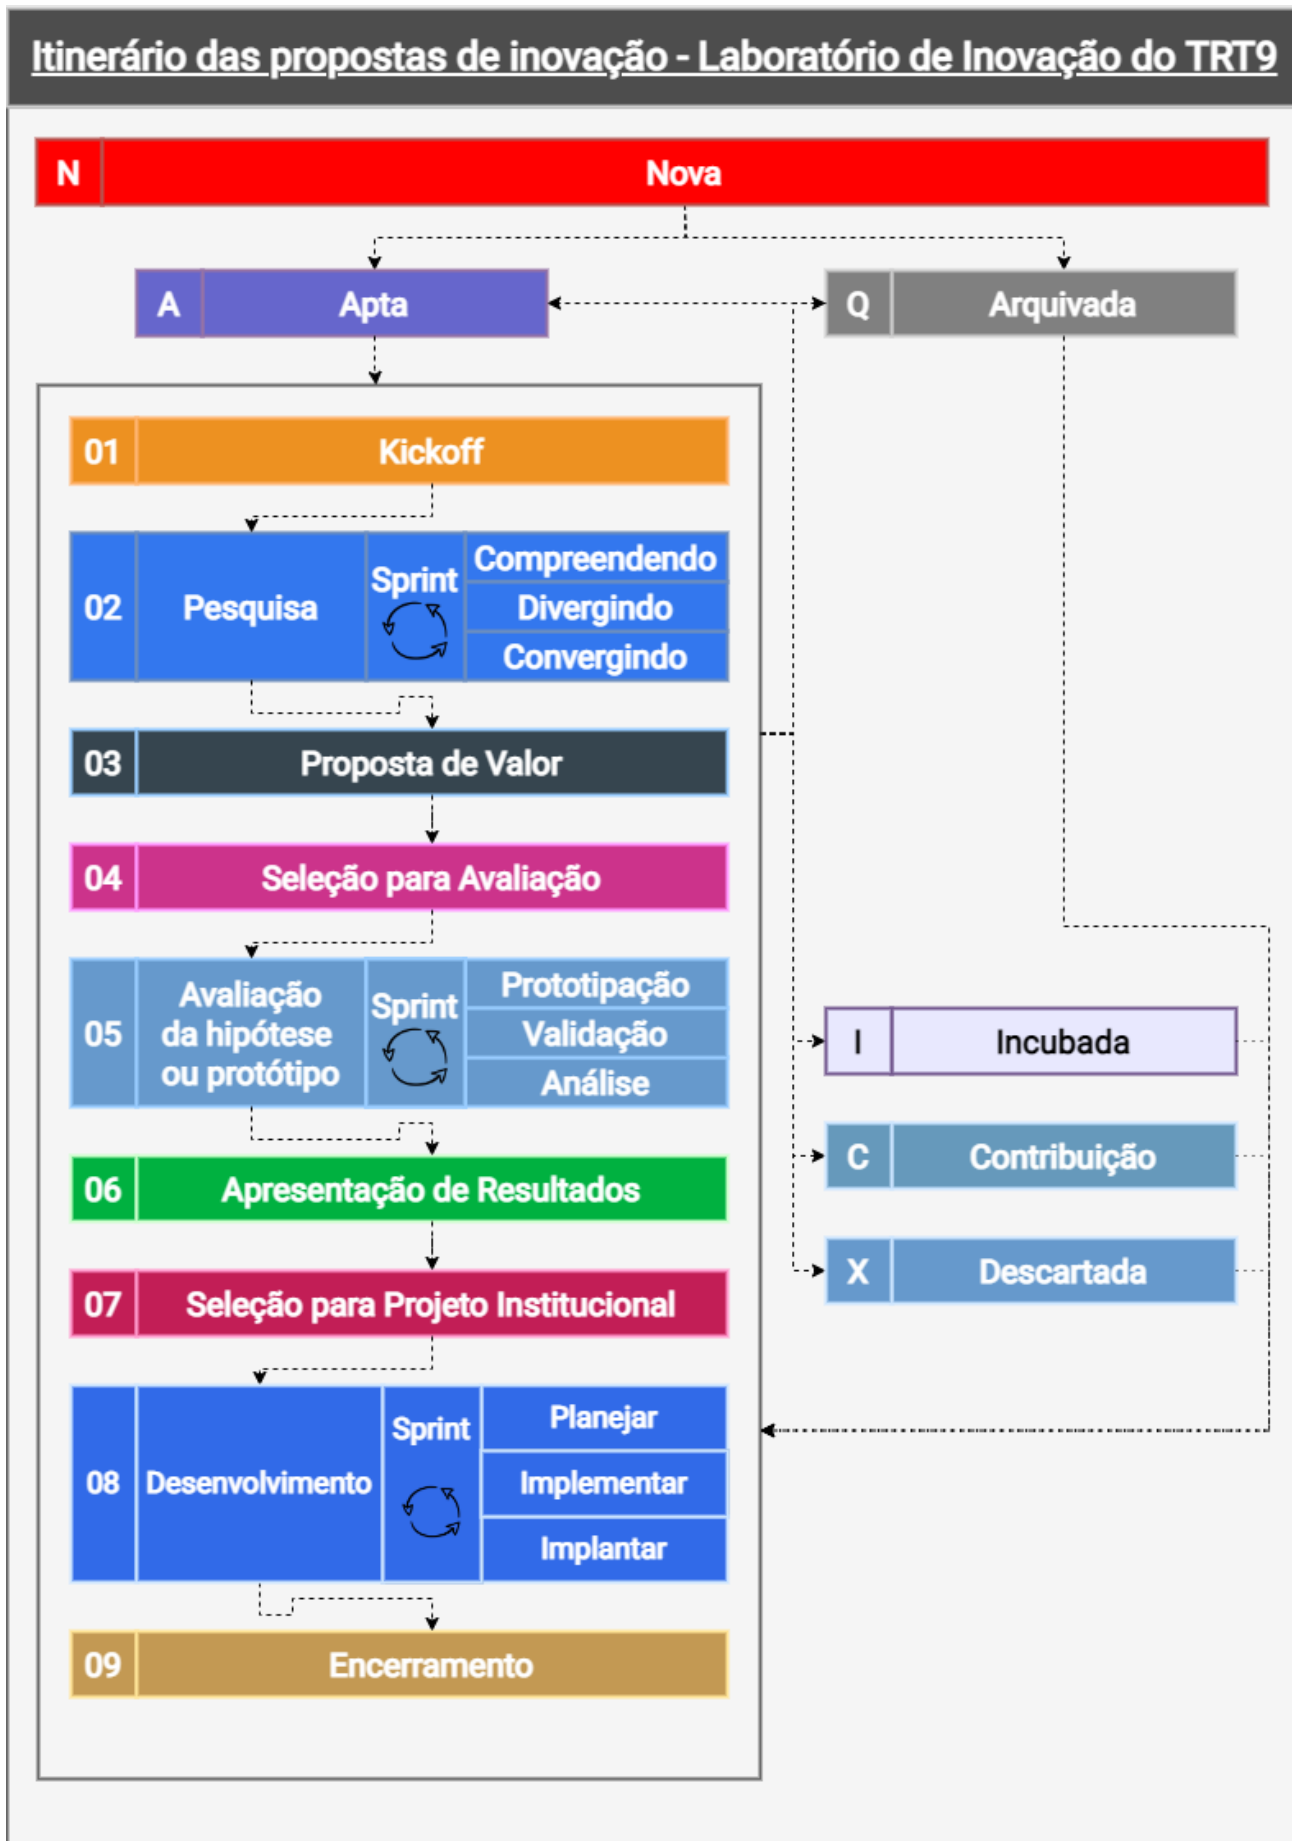 Itinerário das propostas de inovação - Laboratório de Inovação do TRT9
N Nova
A Apta
Q Arquivada
01 Kickoff
02 Pesquisa
Sprint
Compreendendo
Divergindo
Convergindo
03 Proposta de Valor
04 Seleção para Avaliação
05
Avaliação
da hipótese
ou protótipo
Sprint
Prototipação
Validação
Análise
I Incubada
C Contribuição
X Descartada
06 Apresentação de Resultados
07 Seleção para Projeto Institucional
08 Desenvolvimento
Sprint
Planejar
Implementar
Implantar
09 Encerramento